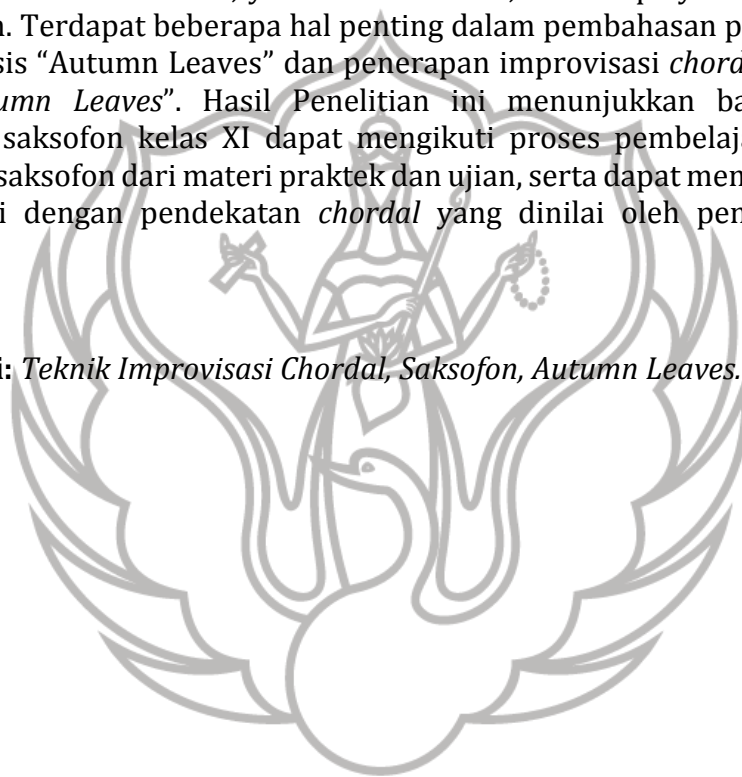 n. Terdapat beberapa hal penting dalam pembahasan p
sis “Autumn Leaves” dan penerapan improvisasi chord
umn Leaves”. Hasil Penelitian ini menunjukkan ba
saksofon kelas XI dapat mengikuti proses pembelaja
saksofon dari materi praktek dan ujian, serta dapat men
i dengan pendekatan chordal yang dinilai oleh pen
i: Teknik Improvisasi Chordal, Saksofon, Autumn Leaves.